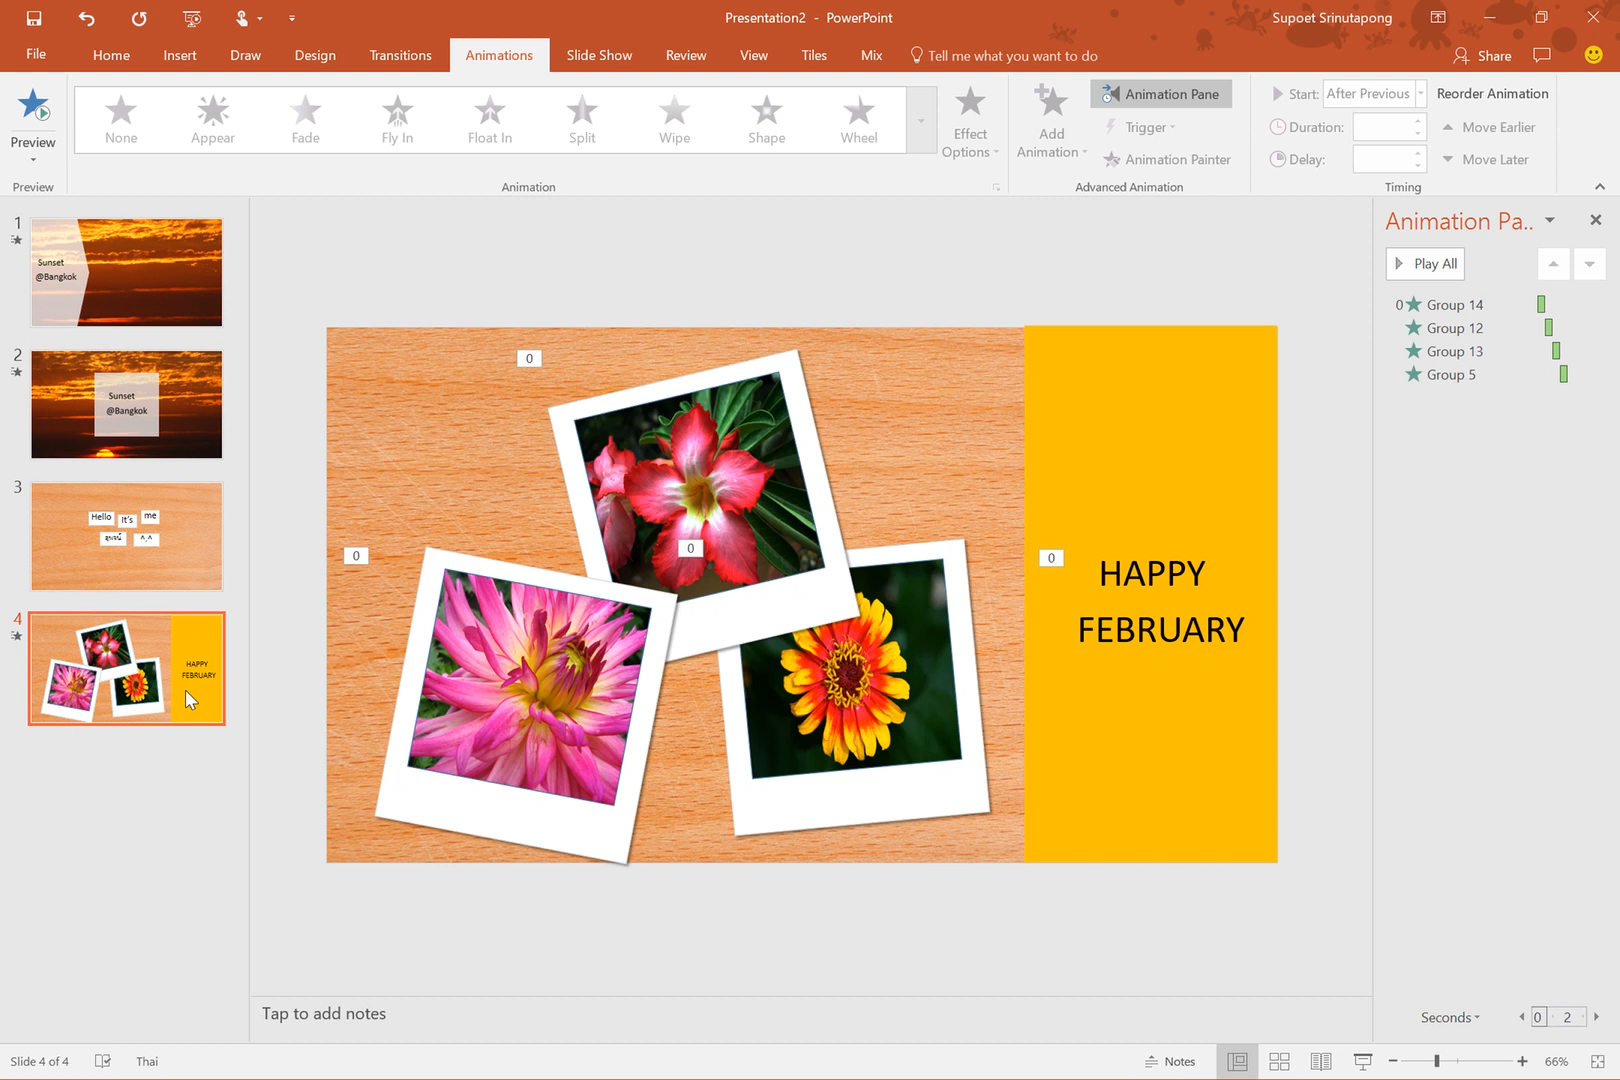 Presentation2 - PowerPoint
Supoet Srinutapong
File
Home
Insert
Draw
Design
Transitions
Animations
Slide Show
Review
View
Tiles
Mix
Tell me what you want to do
Share
Preview
None
Appear
Fade
Fly In
Float In
Split
Wipe
Shape
Wheel
Effect
Options
Add
Animation
Animation Pane
Trigger
Animation Painter
Start: After Previous
Duration:
Delay:
Reorder Animation
Move Earlier
Move Later
Preview
Animation
Advanced Animation
Timing
1
Sunset
@Bangkok
2
Sunset
@Bangkok
3
Hello It's me
^_^
4
HAPPY
FEBRUARY
0
0
0
0
HAPPY
FEBRUARY
Animation Pa..
Play All
0 Group 14
Group 12
Group 13
Group 5
Seconds
0 2
Tap to add notes
Slide 4 of 4
Thai
Notes
66%